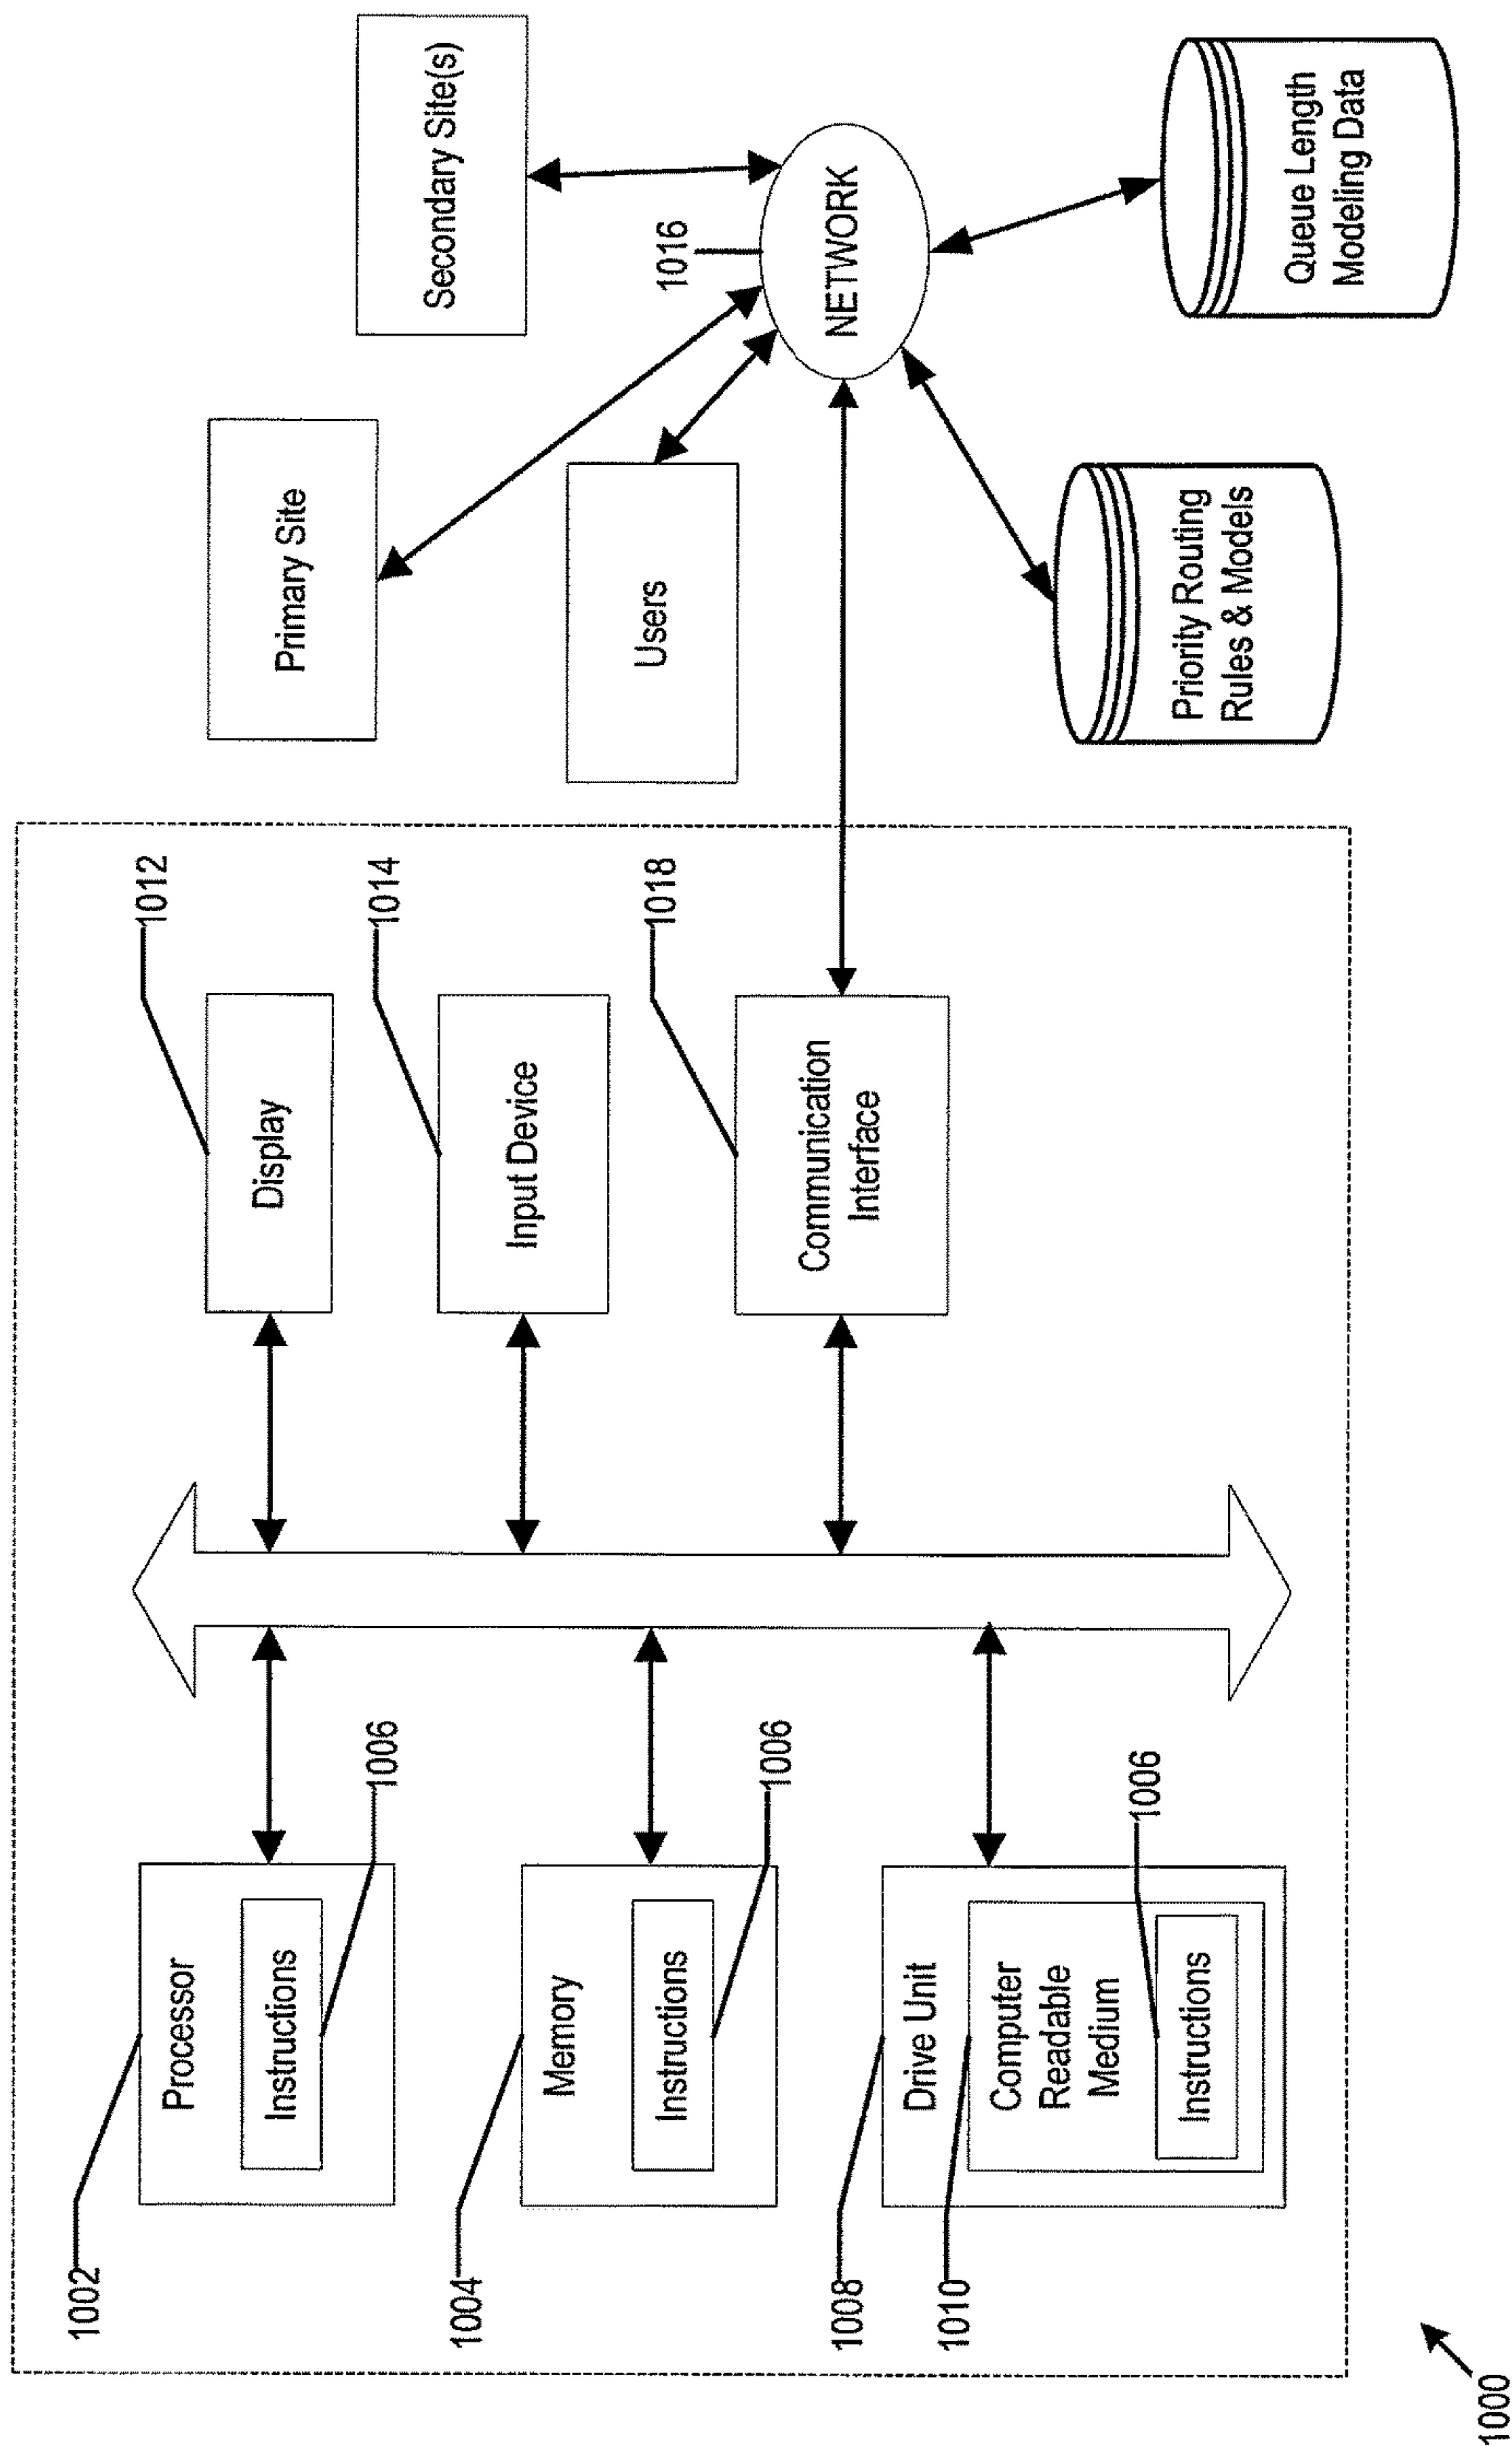 1002
Processor
Instructions
1006
1004
Memory
Instructions
1006
1008
Drive Unit
1010
Computer
Readable
Medium
1006
Instructions
1012
Display
1014
Input Device
1018
Communication
Interface
Primary Site
Users
Secondary Site(s)
1016
NETWORK
Priority Routing
Rules & Models
Queue Length
Modeling Data
1000